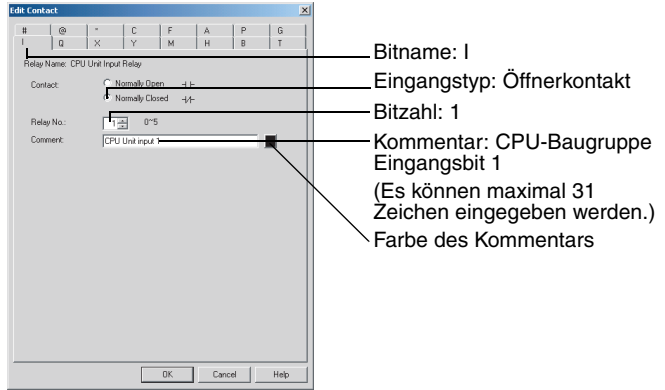 Edit Contact
# @ " C F A P G
I Q X Y M H B T
Relay Name: CPU Unit Input Relay
Contact: Normally Open
Normally Closed
Relay No.: 1 0~5
Comment: CPU Unit input 1
OK Cancel Help
Bitname: I
Eingangstyp: Öffnerkontakt
Bitzahl: 1
Kommentar: CPU-Baugruppe
Eingangsbit 1
(Es können maximal 31
Zeichen eingegeben werden.)
Farbe des Kommentars